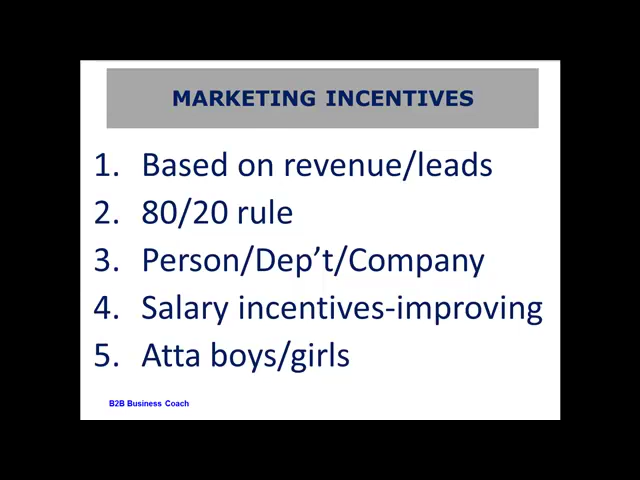 MARKETING INCENTIVES
1. Based on revenue/leads
2. 80/20 rule
3. Person/Dep't/Company
4. Salary incentives-improving
5. Atta boys/girls
B2B Business Coach